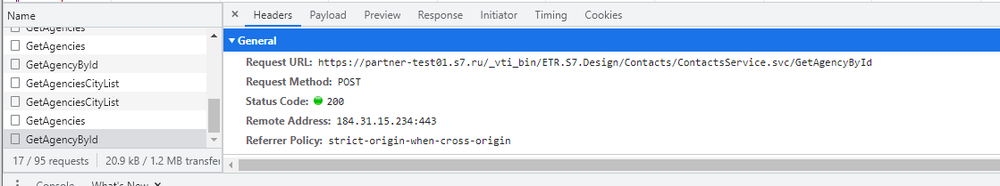 Name
GetAgencies
GetAgencies
GetAgencyById
GetAgenciesCityList
GetAgenciesCityList
GetAgencies
GetAgencyById
17 / 95 requests 20.9 kB / 1.2 MB transfer
Headers Payload Preview Response Initiator Timing Cookies
General
Request URL: https://partner-test01.s7.ru/_vti_bin/ETR.S7.Design/Contacts/ContactsService.svc/GetAgencyById
Request Method: POST
Status Code: 200
Remote Address: 184.31.15.234:443
Referrer Policy: strict-origin-when-cross-origin
Console What's New